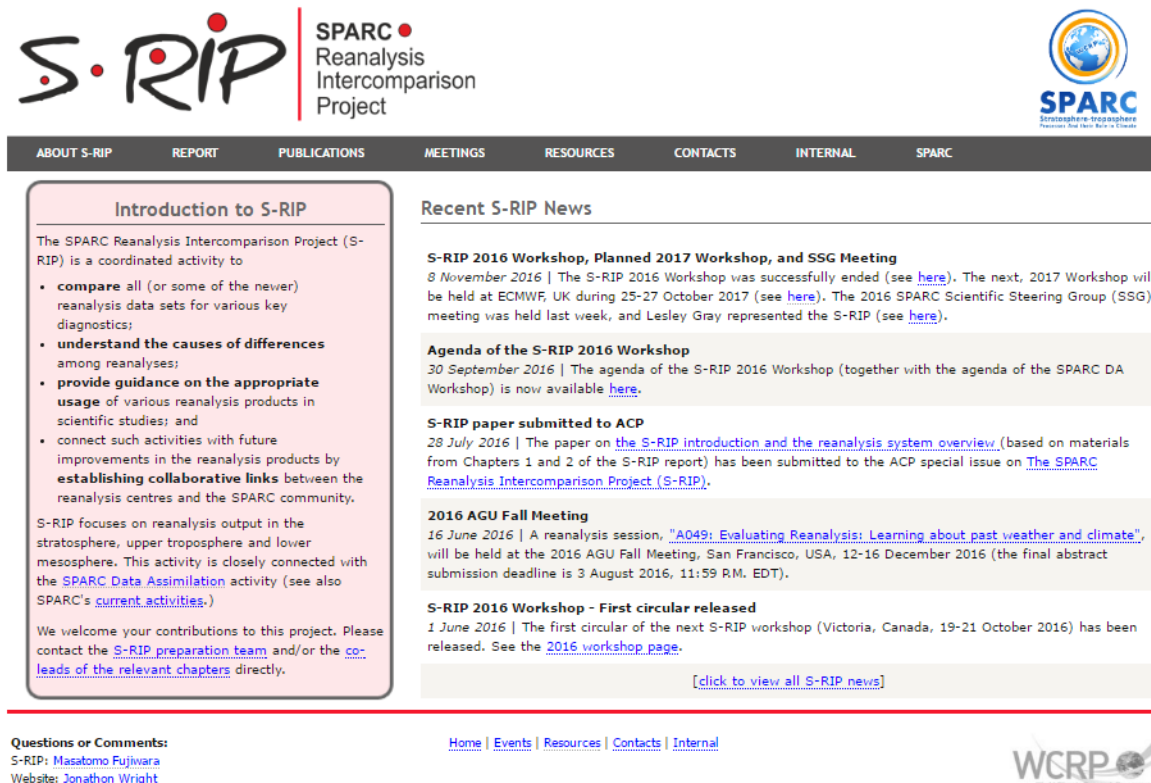 S-RIP
SPARC
Reanalysis
Intercomparison
Project
SPARC
Stratosphere-troposphere
Processes And their Role in Climate
ABOUT S-RIP REPORT PUBLICATIONS MEETINGS RESOURCES CONTACTS INTERNAL SPARC
Introduction to S-RIP
The SPARC Reanalysis Intercomparison Project (S-
RIP) is a coordinated activity to
• compare all (or some of the newer)
reanalysis data sets for various key
diagnostics;
• understand the causes of differences
among reanalyses;
• provide guidance on the appropriate
usage of various reanalysis products in
scientific studies; and
• connect such activities with future
improvements in the reanalysis products by
establishing collaborative links between the
reanalysis centres and the SPARC community.
S-RIP focuses on reanalysis output in the
stratosphere, upper troposphere and lower
mesosphere. This activity is closely connected with
the SPARC Data Assimilation activity (see also
SPARC's current activities.)
We welcome your contributions to this project. Please
contact the S-RIP preparation team and/or the co-
leads of the relevant chapters directly.
Recent S-RIP News
S-RIP 2016 Workshop, Planned 2017 Workshop, and SSG Meeting
8 November 2016 | The S-RIP 2016 Workshop was successfully ended (see here). The next, 2017 Workshop wil
be held at ECMWF, UK during 25-27 October 2017 (see here). The 2016 SPARC Scientific Steering Group (SSG)
meeting was held last week, and Lesley Gray represented the S-RIP (see here).
Agenda of the S-RIP 2016 Workshop
30 September 2016 | The agenda of the S-RIP 2016 Workshop (together with the agenda of the SPARC DA
Workshop) is now available here.
S-RIP paper submitted to ACP
28 July 2016 | The paper on the S-RIP introduction and the reanalysis system overview (based on materials
from Chapters 1 and 2 of the S-RIP report) has been submitted to the ACP special issue on The SPARC
Reanalysis Intercomparison Project (S-RIP).
2016 AGU Fall Meeting
16 June 2016 | A reanalysis session, "A049: Evaluating Reanalysis: Learning about past weather and climate",
will be held at the 2016 AGU Fall Meeting, San Francisco, USA, 12-16 December 2016 (the final abstract
submission deadline is 3 August 2016, 11:59 P.M. EDT).
S-RIP 2016 Workshop - First circular released
1 June 2016 | The first circular of the next S-RIP workshop (Victoria, Canada, 19-21 October 2016) has been
released. See the 2016 workshop page.
[click to view all S-RIP news]
Questions or Comments:
S-RIP: Masatomo Fujiwara
Website: Jonathon Wright
Home | Events | Resources | Contacts | Internal
WCRP